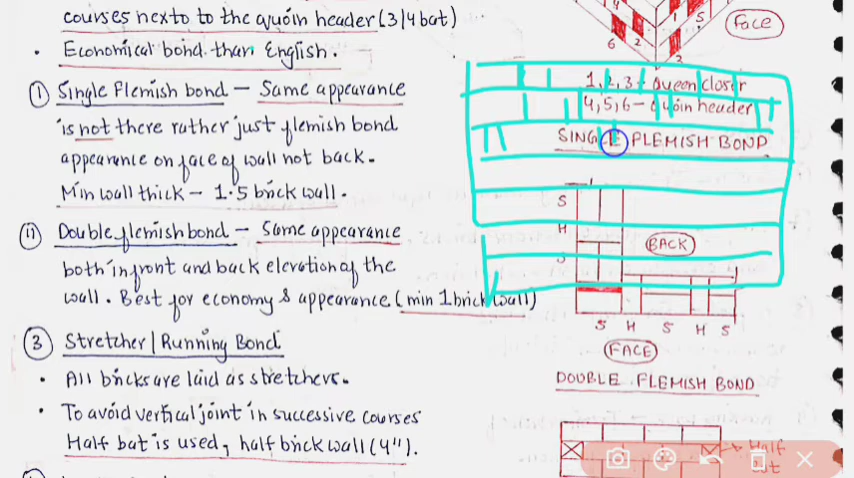 courses next to to the quoin header (3/4 bat)
• Economical bond than English.
(i) Single Flemish bond – Same appearance
is not there rather just flemish bond
appearance on face of wall not back.
Min wall thick – 1.5 brick wall.
(ii) Double flemish bond – Same appearance
both in front and back elevation of the
wall. Best for economy & appearance (min 1 brick wall)
3 Stretcher / Running Bond
• All bricks are laid as stretchers.
• To avoid vertical joint in successive courses
Half bat is used, half brick wall (4").
4
1 S
6 2
2
Face
1, 2, 3 – Queen closer
4, 5, 6 – Quoin header
SINGLE FLEMISH BOND
S
H
BACK
S H S H S
FACE
DOUBLE FLEMISH BOND
Half